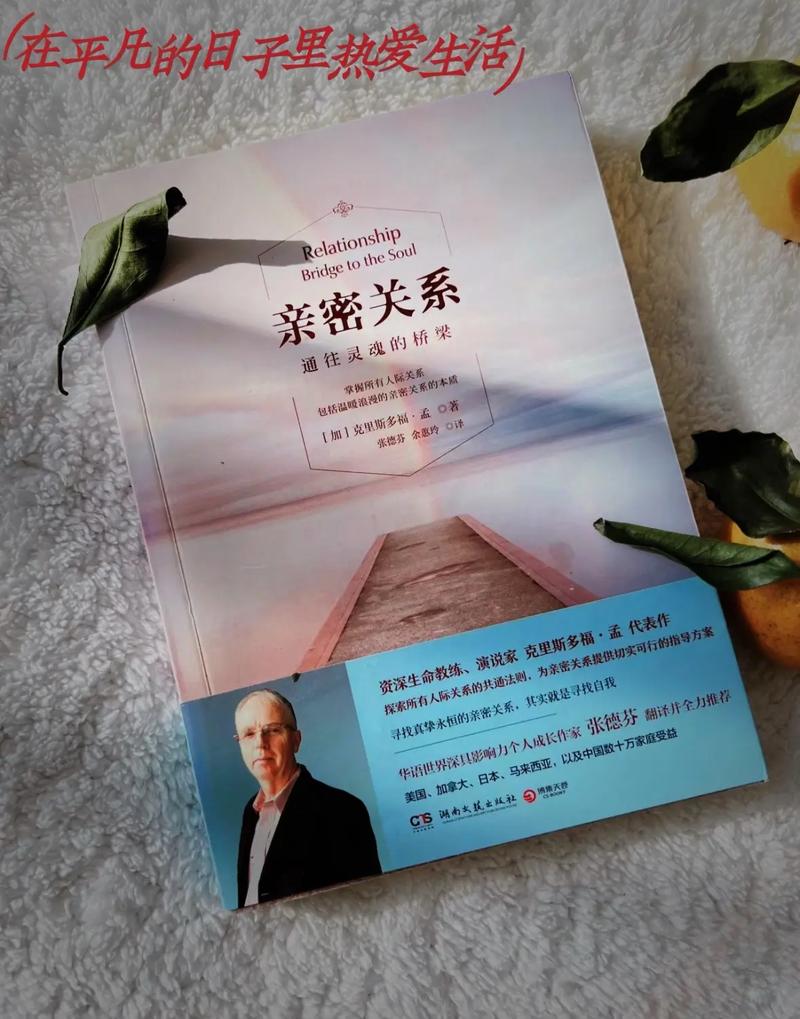 (在平凡的日子里热爱生活)
Relationship
Bridge to the Soul
亲密关系
通往灵魂的桥梁
掌握所有人际关系
包括温暖浪漫的亲密关系的本质
［加］克里斯多福·孟 ◎著
张德芬 余蕙玲 ◎译
资深生命教练、演说家 克里斯多福·孟 代表作
探索所有人际关系的共通法则，为亲密关系提供切实可行的指导方案
寻找真挚永恒的亲密关系，其实就是寻找自我
华语世界深具影响力个人成长作家 张德芬 翻译并全力推荐
美国、加拿大、日本、马来西亚，以及中国数十万家庭受益
湖南文艺出版社
博集天卷
CS-BOOKY